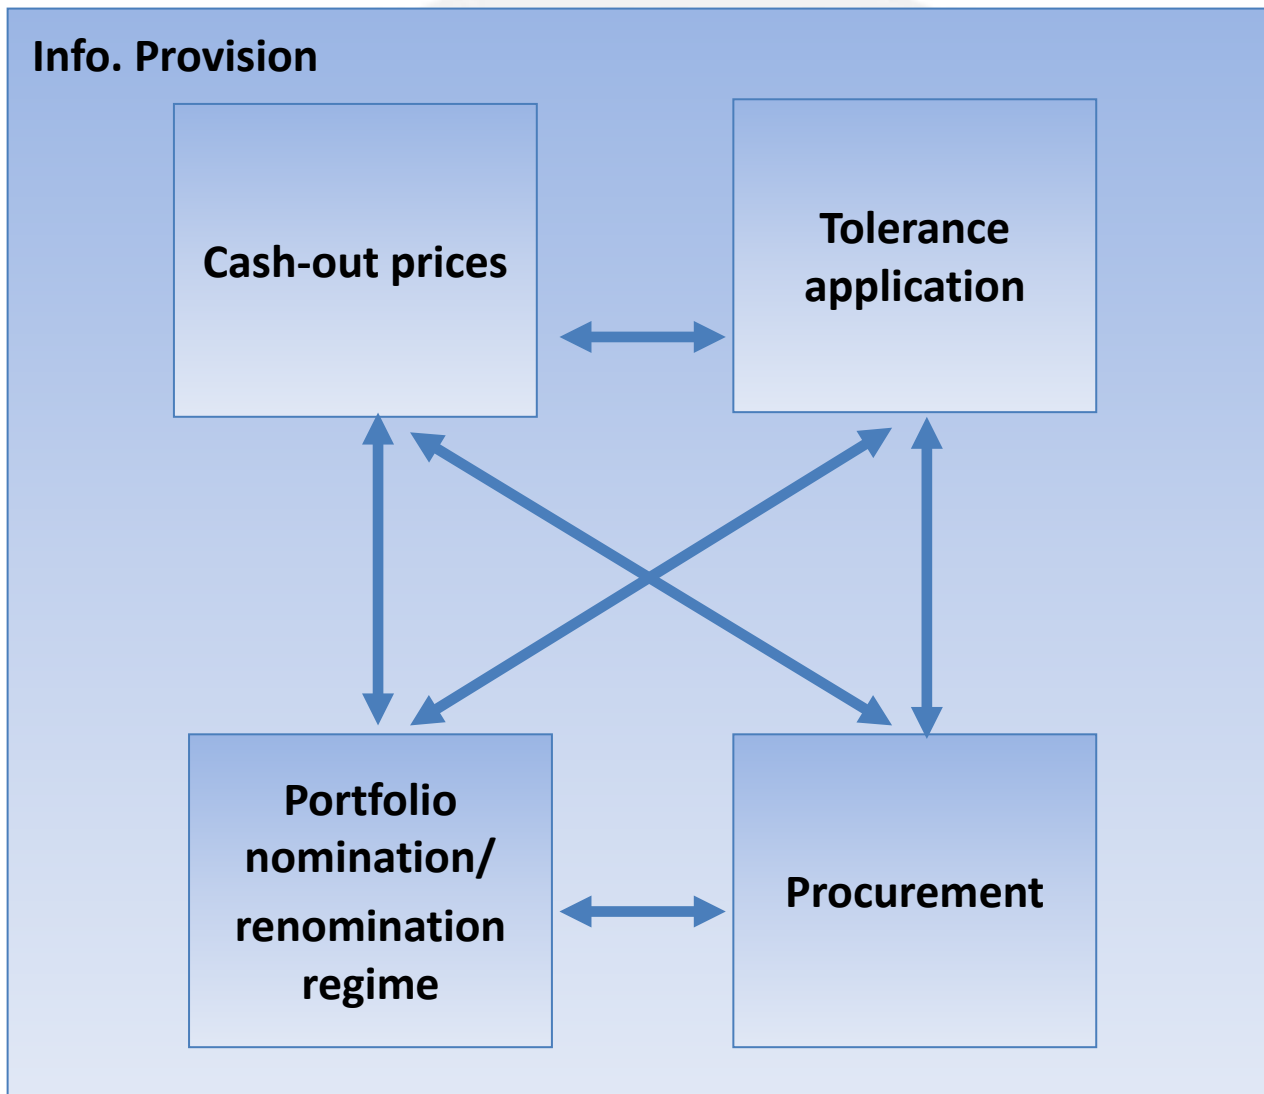 Info. Provision
Cash-out prices
Tolerance
application
Portfolio
nomination/
renomination
regime
Procurement